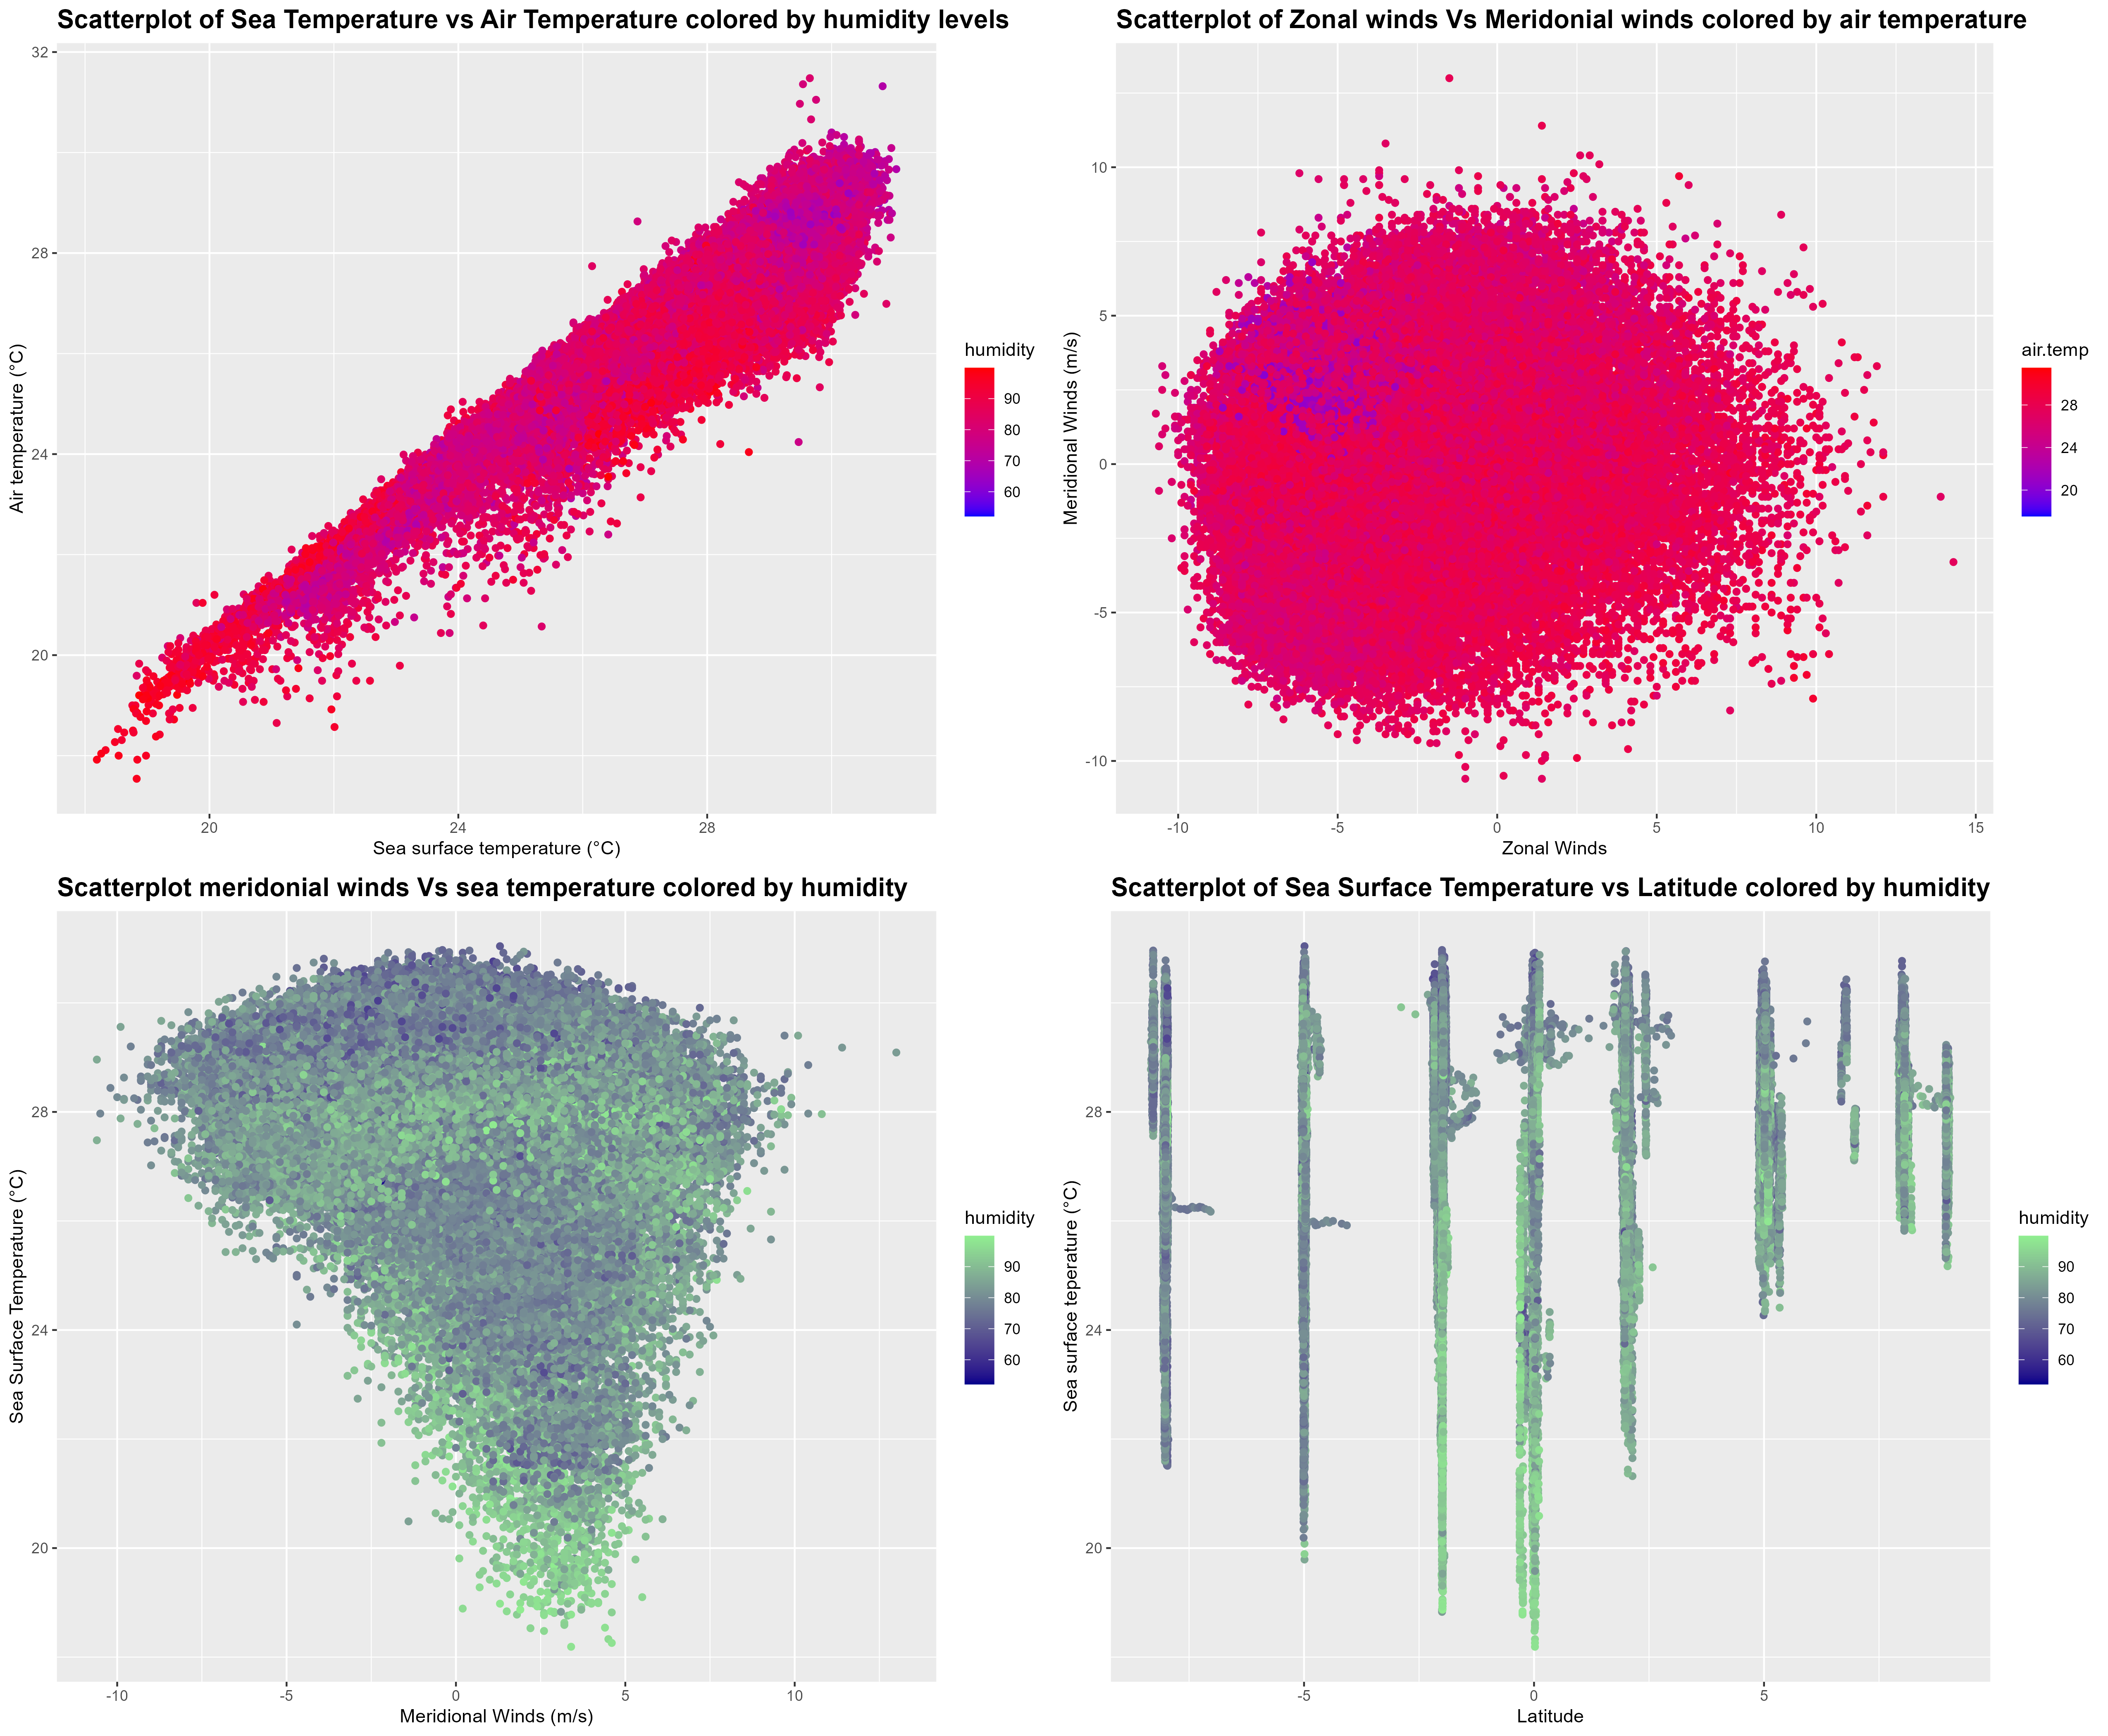 Scatterplot of Sea Temperature vs Air Temperature colored by humidity levels
32
28
24
20
Air temperature (°C)
20
24
28
Sea surface temperature (°C)
humidity
90
80
70
60
Scatterplot of Zonal winds Vs Meridonial winds colored by air temperature
10
5
0
-5
-10
Meridional Winds (m/s)
-10
-5
0
5
10
15
Zonal Winds
air.temp
28
24
20
Scatterplot meridonial winds Vs sea temperature colored by humidity
28
24
20
Sea Surface Temperature (°C)
-10
-5
0
5
10
Meridional Winds (m/s)
humidity
90
80
70
60
Scatterplot of Sea Surface Temperature vs Latitude colored by humidity
28
24
20
Sea surface teperature (°C)
-5
0
5
Latitude
humidity
90
80
70
60